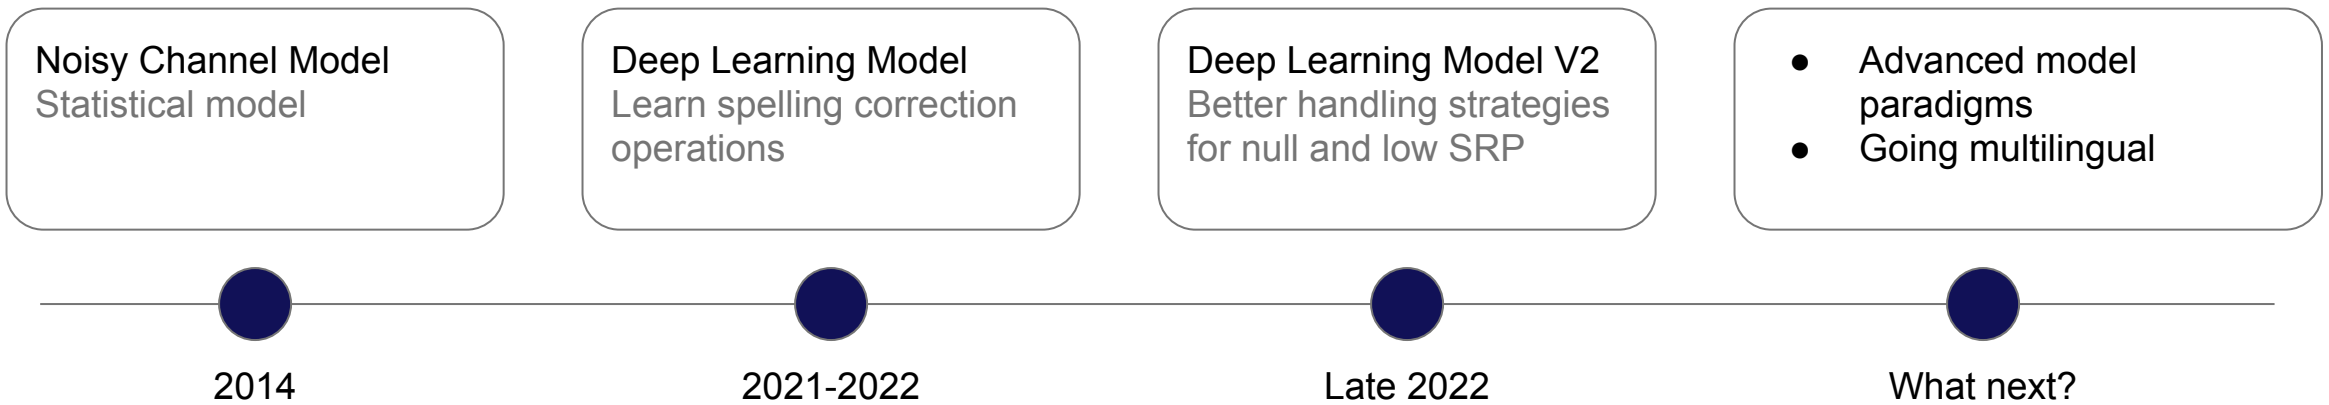 Noisy Channel Model
Statistical model
Deep Learning Model
Learn spelling correction
operations
Deep Learning Model V2
Better handling strategies
for null and low SRP
● Advanced model
paradigms
● Going multilingual
2014
2021-2022
Late 2022
What next?